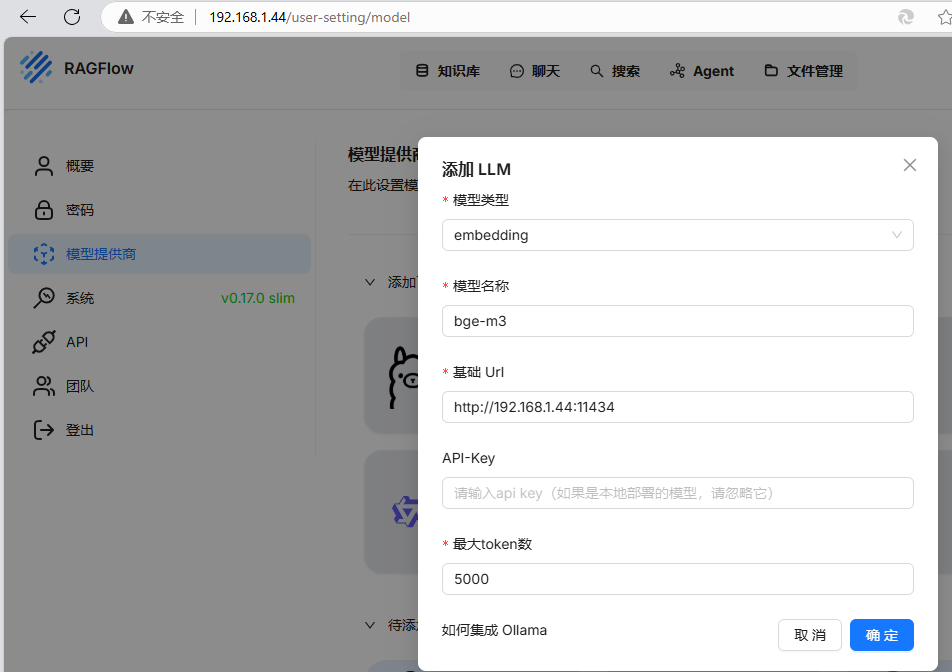 不安全 192.168.1.44/user-setting/model
RAGFlow
知识库 聊天 搜索 Agent 文件管理
概要
密码
模型提供商
系统 v0.17.0 slim
API
团队
登出
模型提供
在此设置模
添加
待添
添加 LLM
* 模型类型
embedding
* 模型名称
bge-m3
* 基础 Url
http://192.168.1.44:11434
API-Key
请输入api key（如果是本地部署的模型，请忽略它）
* 最大token数
5000
如何集成 Ollama
取 消 确 定